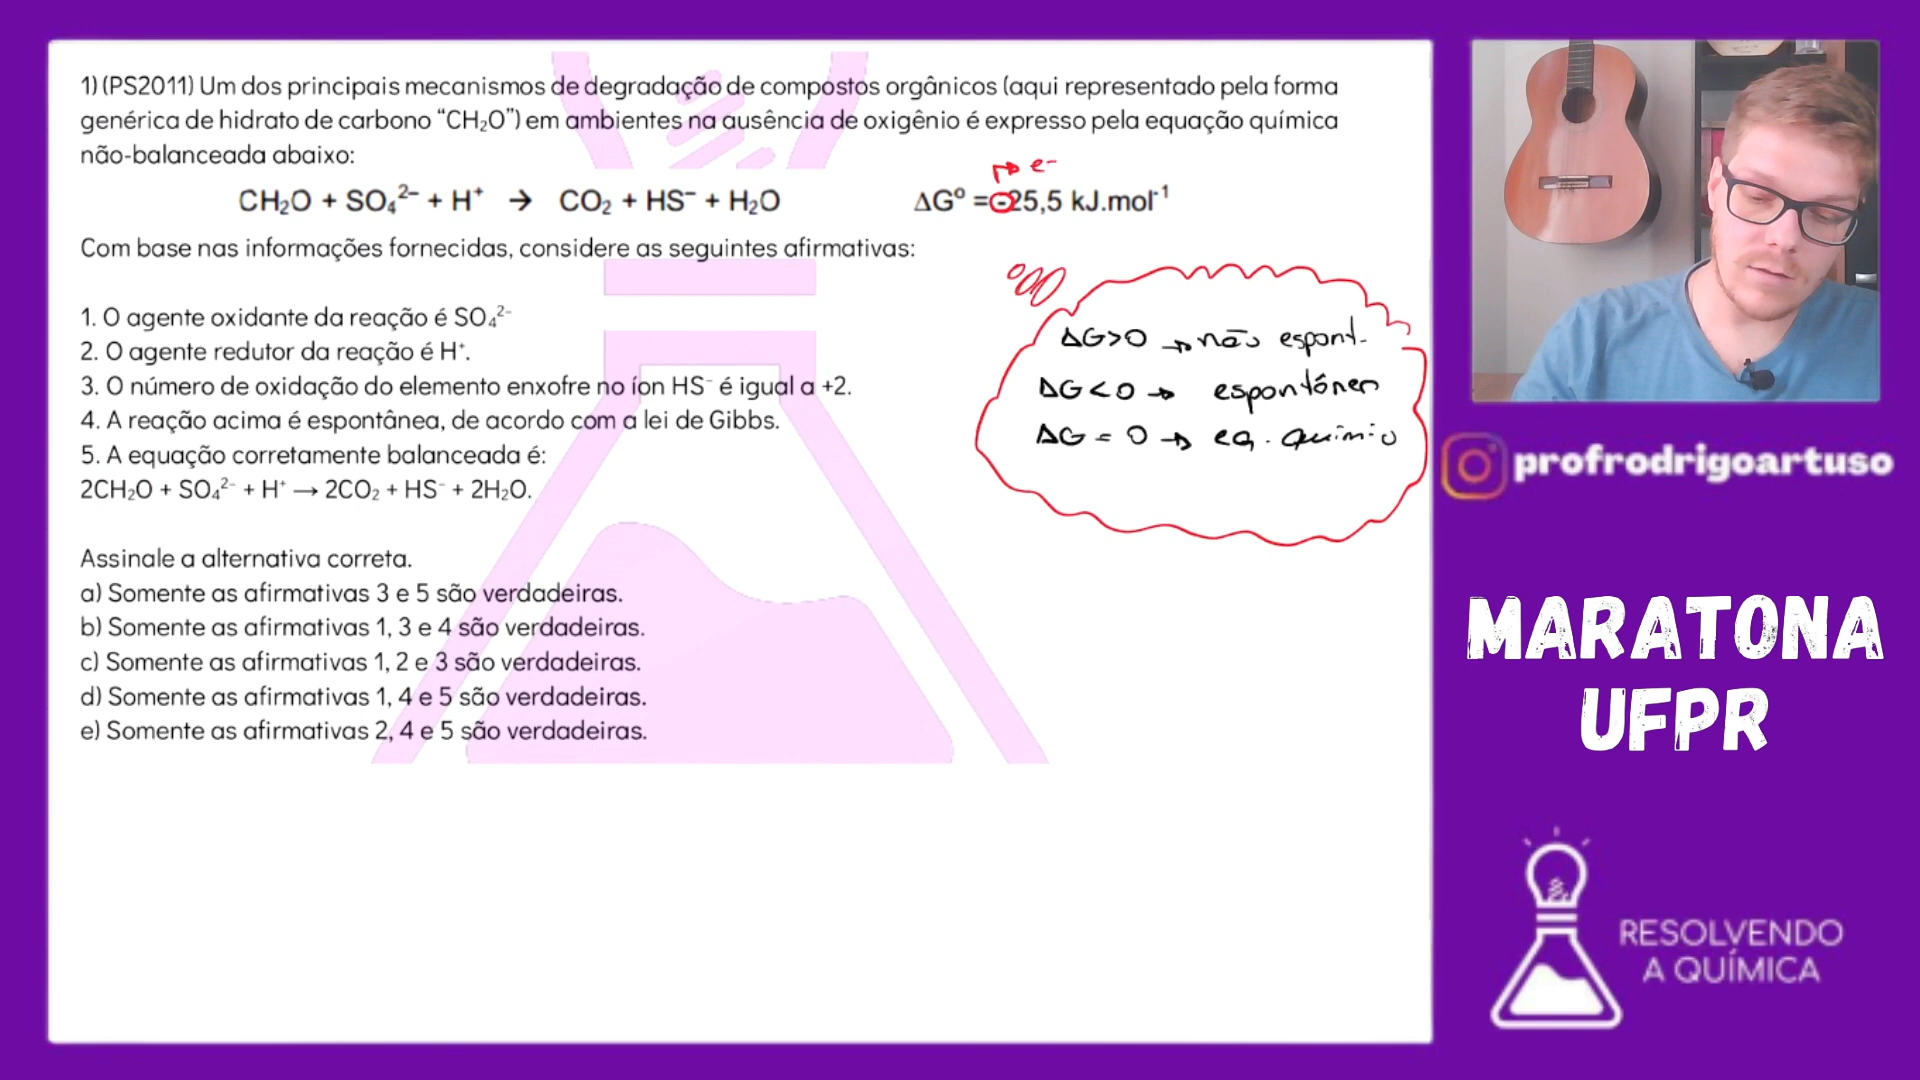 1) (PS2011) Um dos principais mecanismos de degradação de compostos orgânicos (aqui representado pela forma
genérica de hidrato de carbono “CH₂O”) em ambientes na ausência de oxigênio é expresso pela equação química
não-balanceada abaixo:
e⁻
CH₂O + SO₄²⁻ + H⁺ → CO₂ + HS⁻ + H₂O ΔGº = -25,5 kJ.mol⁻¹
Com base nas informações fornecidas, considere as seguintes afirmativas:
1. O agente oxidante da reação é SO₄²⁻
2. O agente redutor da reação é H⁺.
3. O número de oxidação do elemento enxofre no íon HS⁻ é igual a +2.
4. A reação acima é espontânea, de acordo com a lei de Gibbs.
5. A equação corretamente balanceada é:
2CH₂O + SO₄²⁻ + H⁺ → 2CO₂ + HS⁻ + 2H₂O.
Assinale a alternativa correta.
a) Somente as afirmativas 3 e 5 são verdadeiras.
b) Somente as afirmativas 1, 3 e 4 são verdadeiras.
c) Somente as afirmativas 1, 2 e 3 são verdadeiras.
d) Somente as afirmativas 1, 4 e 5 são verdadeiras.
e) Somente as afirmativas 2, 4 e 5 são verdadeiras.
ΔG>0 → não espont.
ΔG<0 → espontânea
ΔG = 0 → eq.
profrodrigoartuso
MARATONA
UFPR
RESOLVENDO
A QUÍMICA